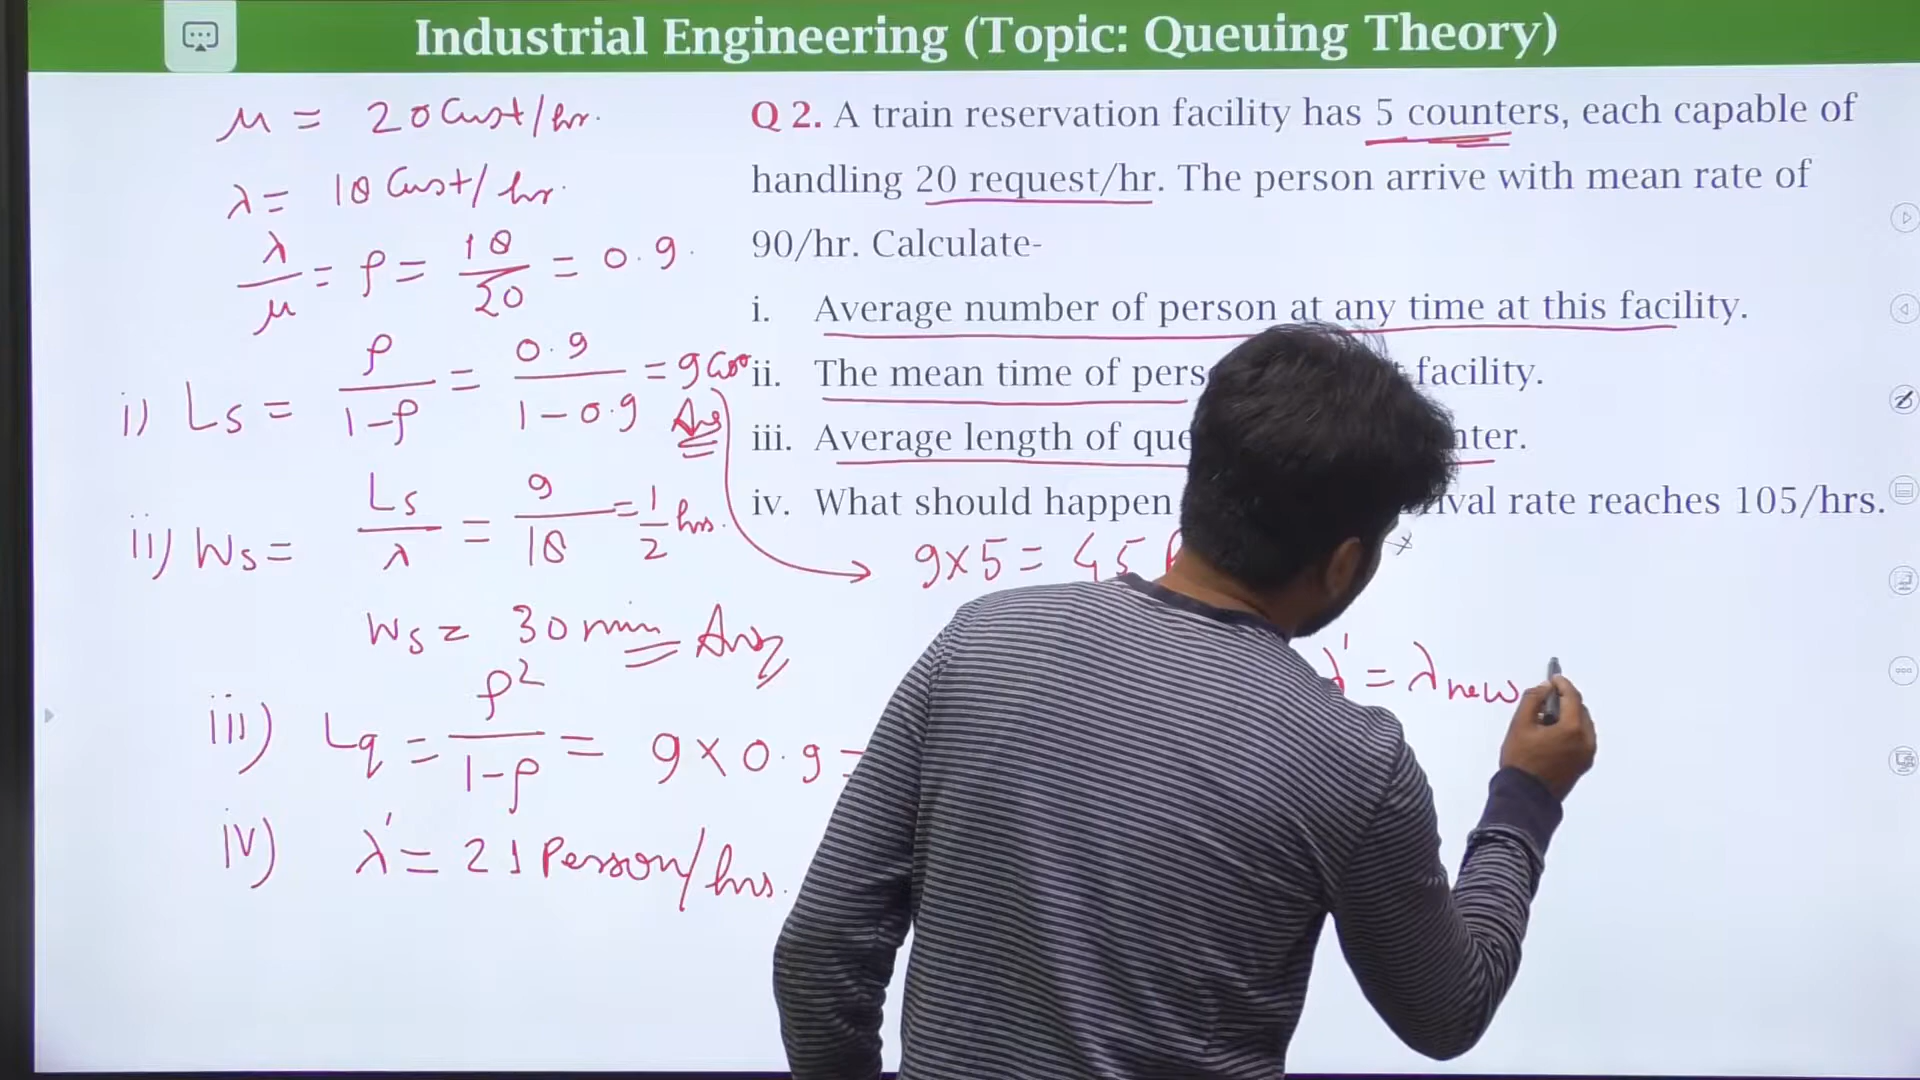 Industrial Engineering (Topic: Queuing Theory)
μ = 20 Cust/hr.
λ = 18 Cust/hr.
λ/μ = ρ = 18/20 = 0.9.
i) Ls = ρ/1-ρ = 0.9/1-0.9 = 9
Ans
ii) Ws = Ls/λ = 9/18 = 1/2 hrs.
Ws = 30 min Ans
iii) Lq = ρ²/1-ρ = 9 × 0.9 =
iv) λ' = 21 Person/hrs.
Q 2. A train reservation facility has 5 counters, each capable of
handling 20 request/hr. The person arrive with mean rate of
90/hr. Calculate-
i. Average number of person at any time at this facility.
ii. The mean time of pers facility.
iii. Average length of que nter.
iv. What should happen ival rate reaches 105/hrs.
9×5 = 45
λ' = λnew